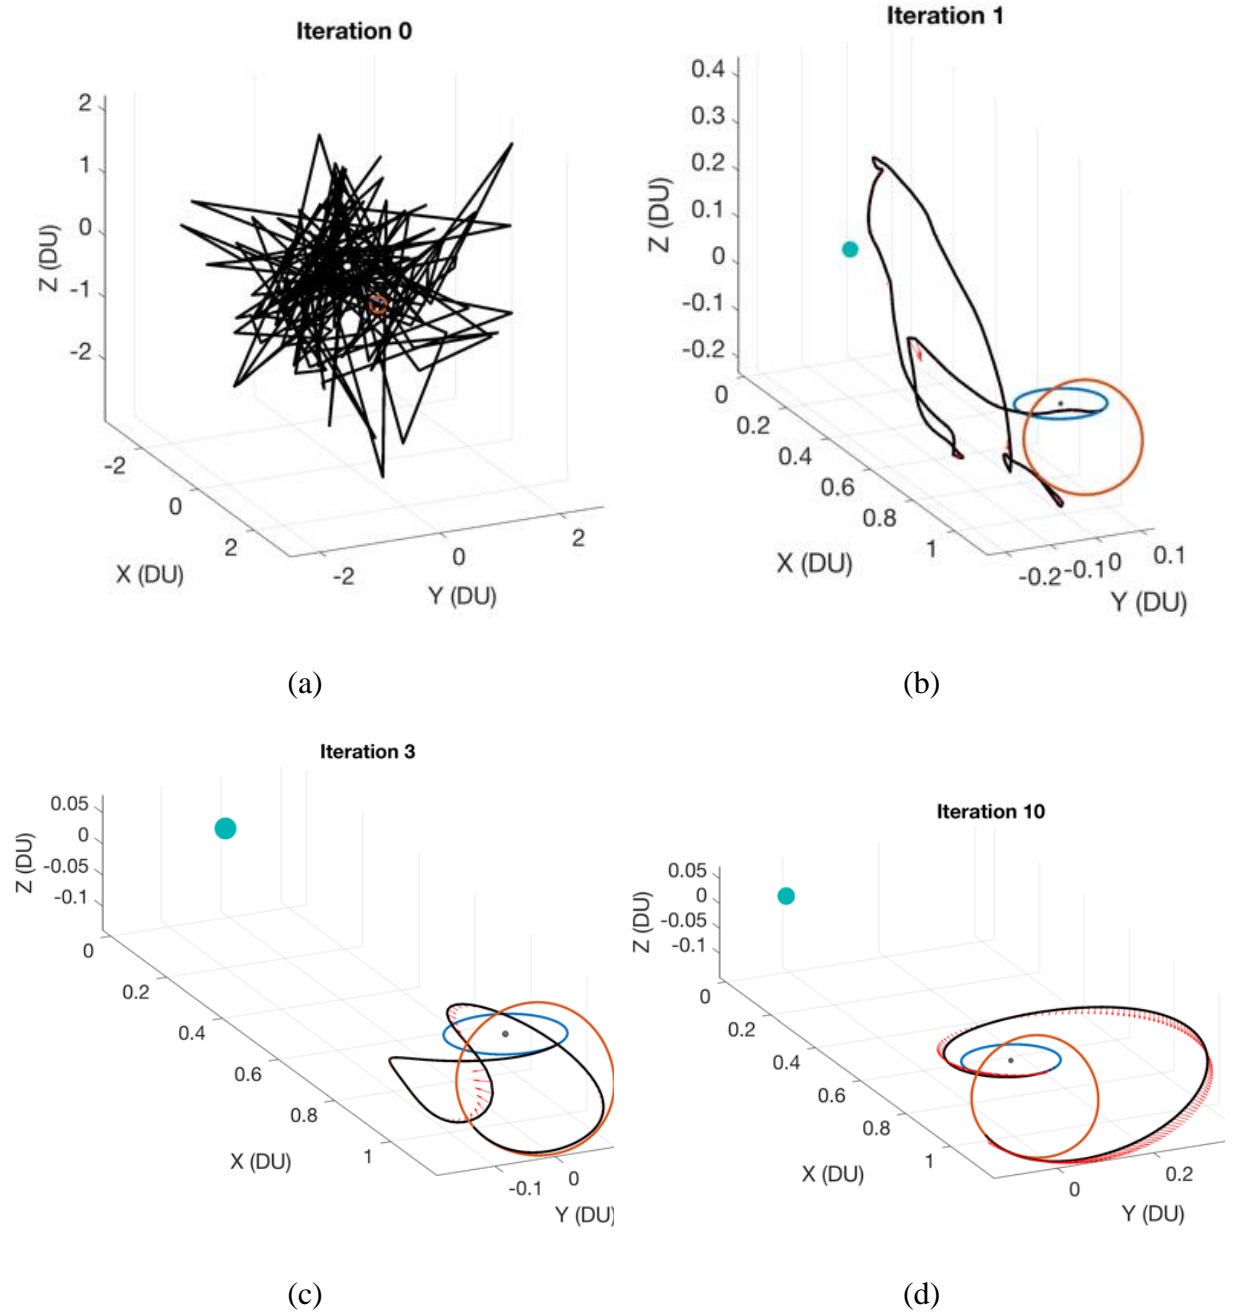 Iteration 0
2
1
0
-1
-2
Z (DU)
-2
0
2
X (DU)
-2
0
2
Y (DU)
(a)
Iteration 1
0.4
0.3
0.2
0.1
0
-0.1
-0.2
Z (DU)
0
0.2
0.4
0.6
0.8
1
X (DU)
-0.2
-0.1
0
0.1
Y (DU)
(b)
Iteration 3
0.05
0
-0.05
-0.1
Z (DU)
0
0.2
0.4
0.6
0.8
1
X (DU)
-0.1
0
Y (DU)
(c)
Iteration 10
0.05
0
-0.05
-0.1
Z (DU)
0
0.2
0.4
0.6
0.8
1
X (DU)
0
0.2
Y (DU)
(d)